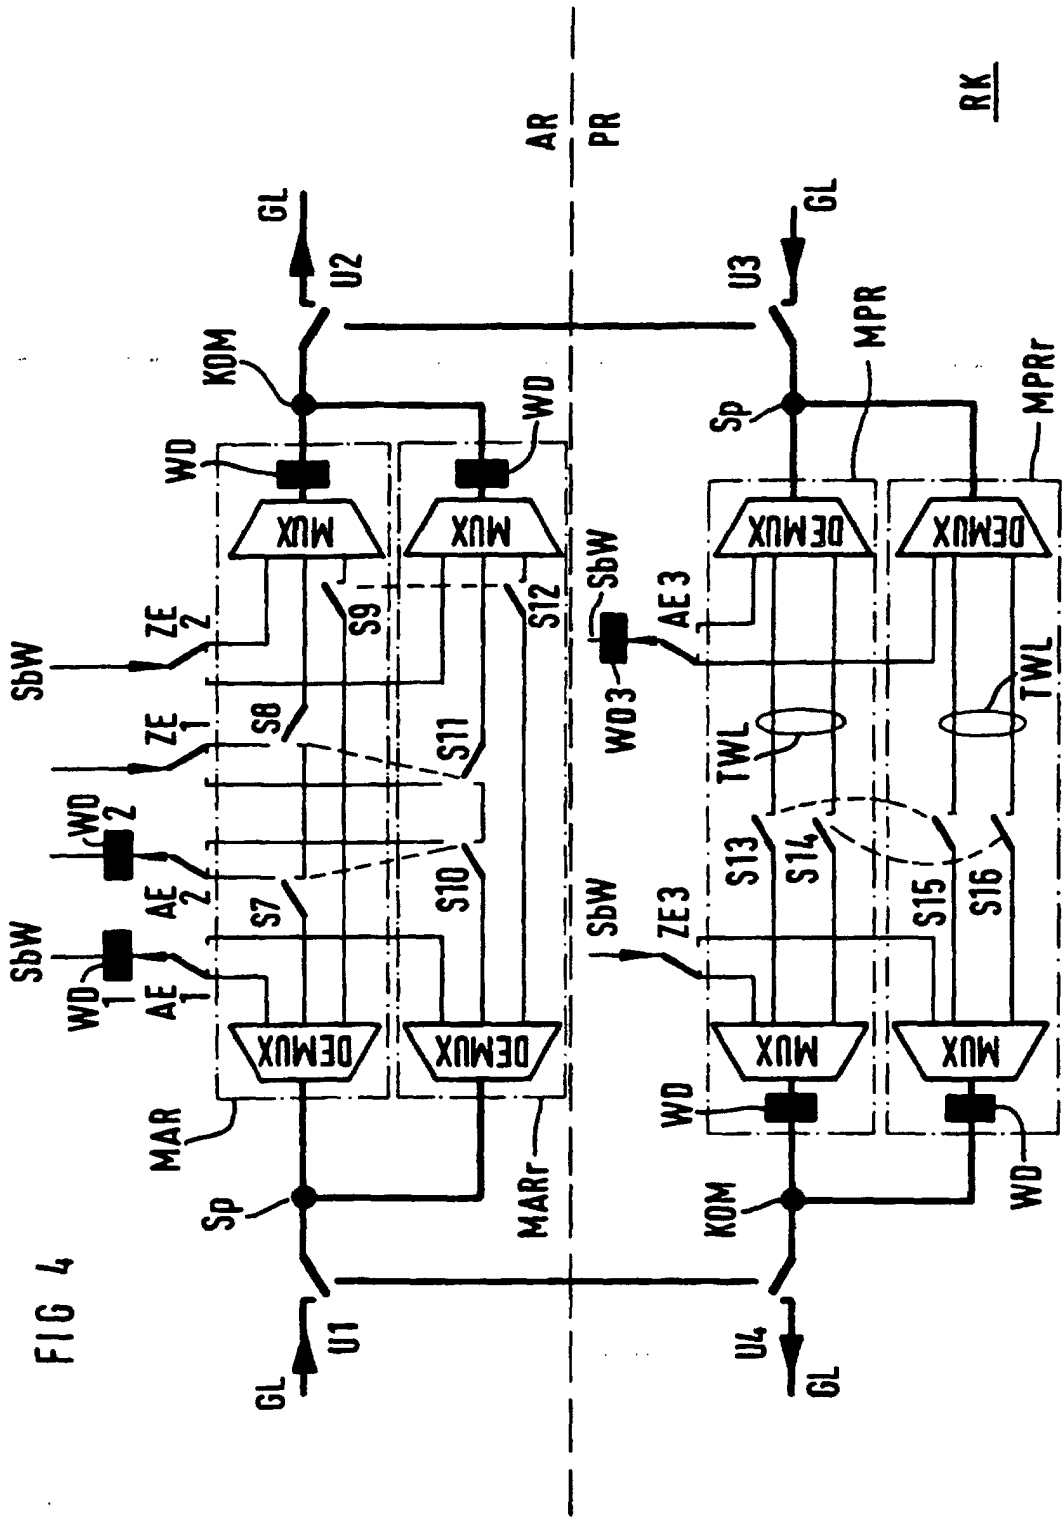 FIG 4
SbW
SbW
WD
1
WD
2
AE
1
AE
2
ZE
1
ZE
2
MAR
WD
KOM
GL
U2
Sp
DEMUX
S7
S8
S9
MUX
GL
U1
MARr
DEMUX
S10
S11
S12
MUX
WD
AR
PR
SbW
ZE3
WD3
SbW
AE3
WD
MUX
S13
S14
TWL
DEMUX
MPR
Sp
U3
GL
KOM
U4
GL
WD
MUX
S15
S16
TWL
DEMUX
MPRr
RK